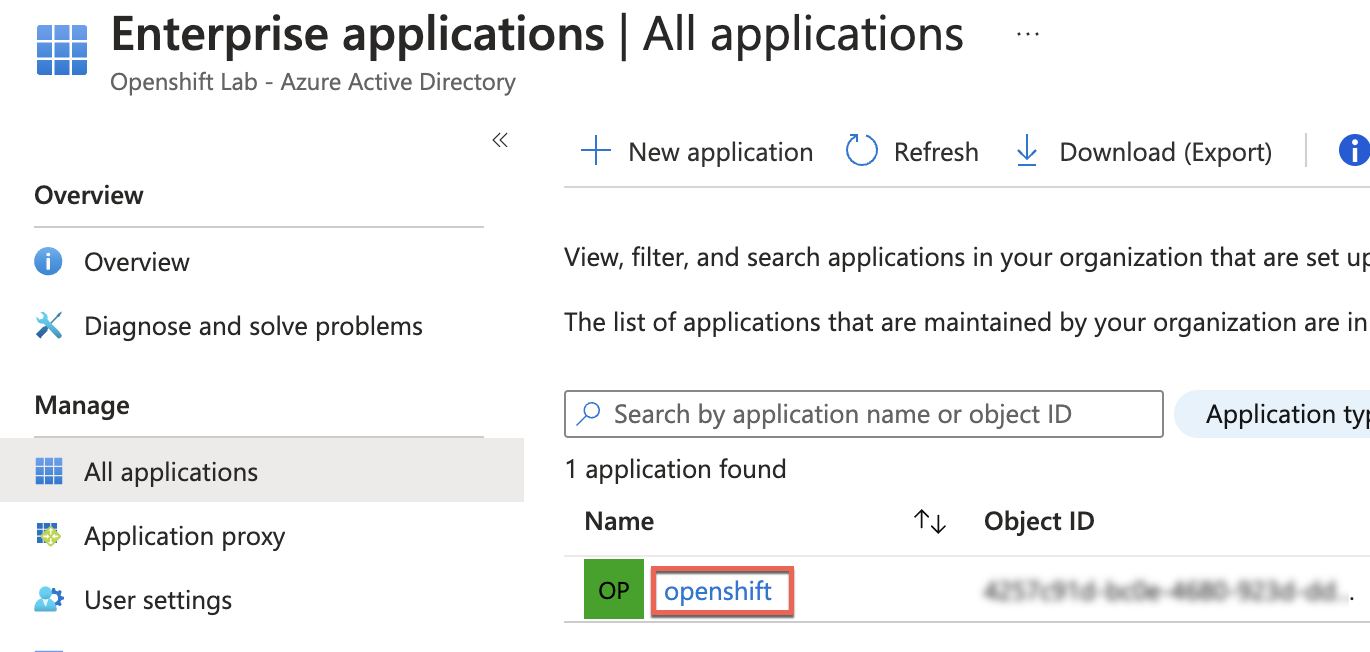 Enterprise applications | All applications ...
Openshift Lab - Azure Active Directory
«
Overview
Overview
Diagnose and solve problems
Manage
All applications
Application proxy
User settings
New application Refresh Download (Export)
View, filter, and search applications in your organization that are set up
The list of applications that are maintained by your organization are in
Search by application name or object ID Application typ
1 application found
Name Object ID
OP openshift